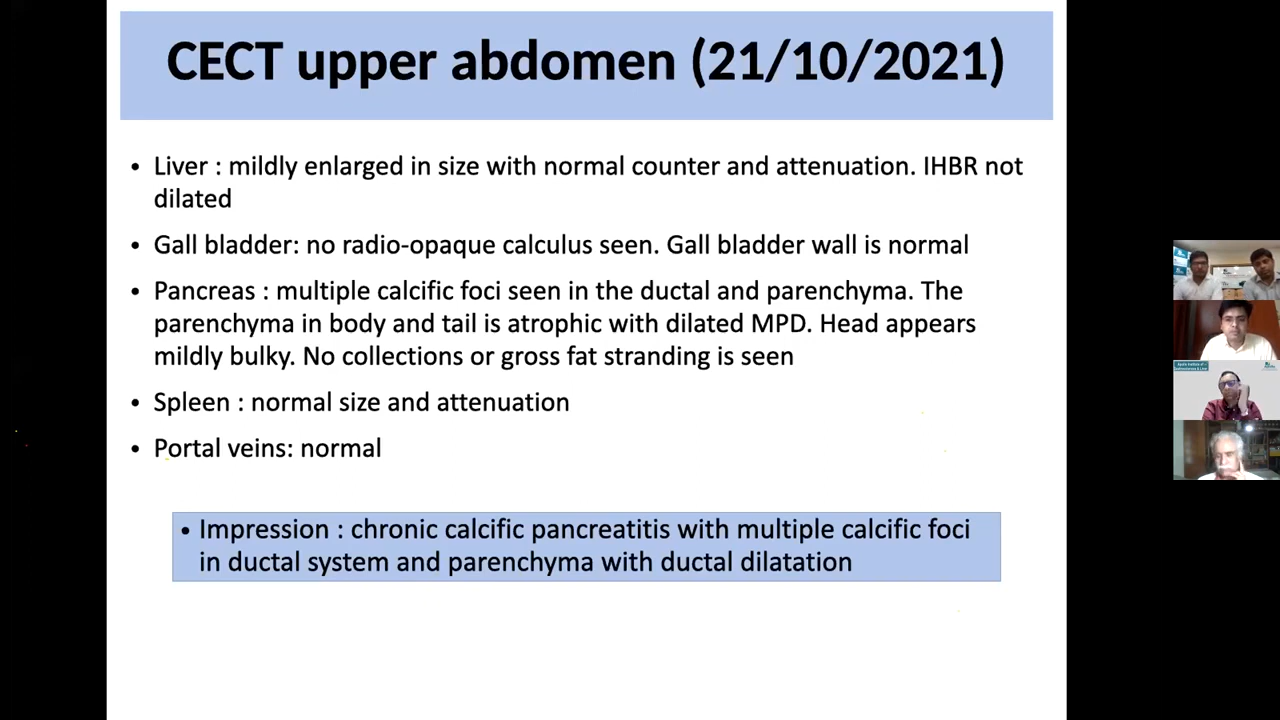 CECT upper abdomen (21/10/2021)
• Liver : mildly enlarged in size with normal counter and attenuation. IHBR not
dilated
• Gall bladder: no radio-opaque calculus seen. Gall bladder wall is normal
• Pancreas : multiple calcific foci seen in the ductal and parenchyma. The
parenchyma in body and tail is atrophic with dilated MPD. Head appears
mildly bulky. No collections or gross fat stranding is seen
• Spleen : normal size and attenuation
• Portal veins: normal
• Impression : chronic calcific pancreatitis with multiple calcific foci
in ductal system and parenchyma with ductal dilatation